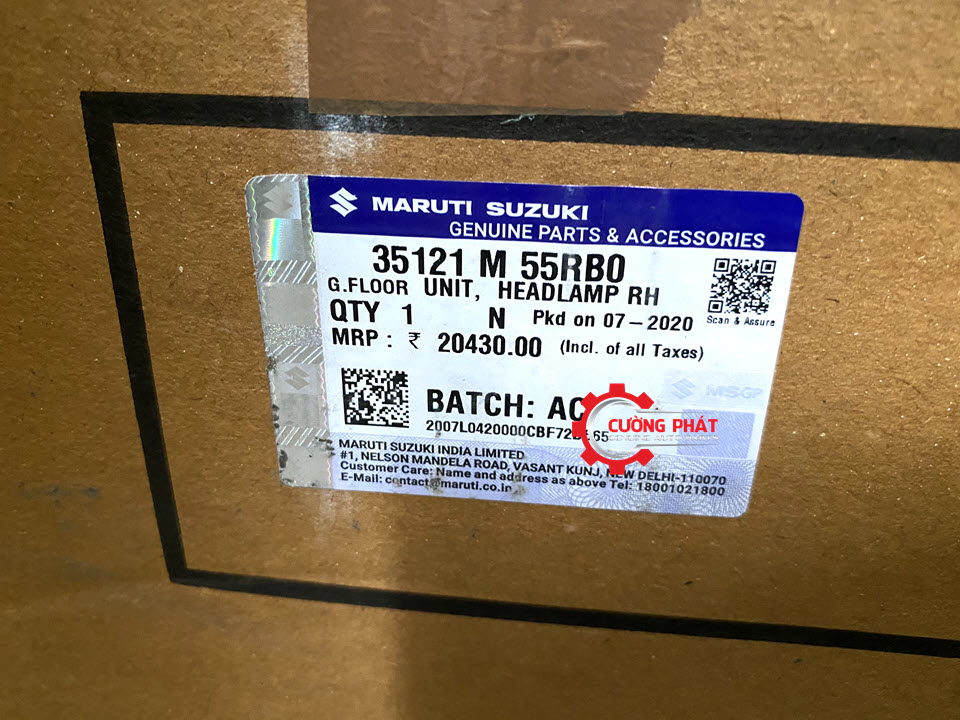 MARUTI SUZUKI
GENUINE PARTS & ACCESSORIES
35121 M 55RB0
G.FLOOR UNIT, HEADLAMP RH
QTY 1 N Pkd on 07-2020
Scan & Assure
MRP : ₹ 20430.00 (Incl. of all Taxes)
MSGP
BATCH: AC
CƯỜNG PHÁT
MARUTI SUZUKI INDIA LIMITED
#1, NELSON MANDELA ROAD, VASANT KUNJ, NEW DELHI-110070
Customer Care: Name and address as above Tel: 18001021800
E-Mail: contact@maruti.co.in